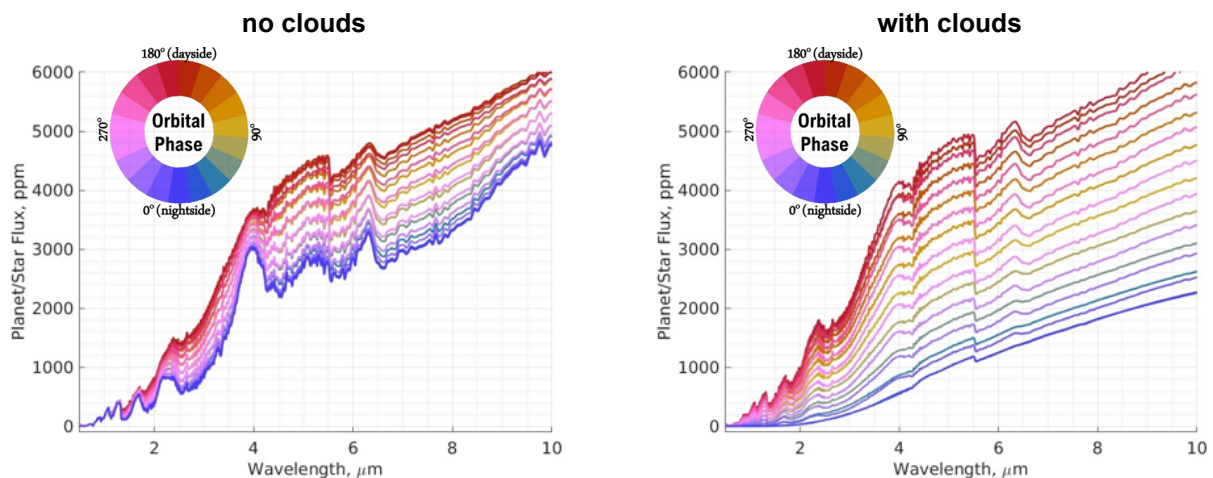 no clouds
180° (dayside)
270°
Orbital
Phase
90°
0° (nightside)
6000
5000
4000
3000
2000
1000
0
2
4
6
8
10
Planet/Star Flux, ppm
Wavelength, μm
with clouds
180° (dayside)
270°
Orbital
Phase
90°
0° (nightside)
6000
5000
4000
3000
2000
1000
0
2
4
6
8
10
Planet/Star Flux, ppm
Wavelength, μm